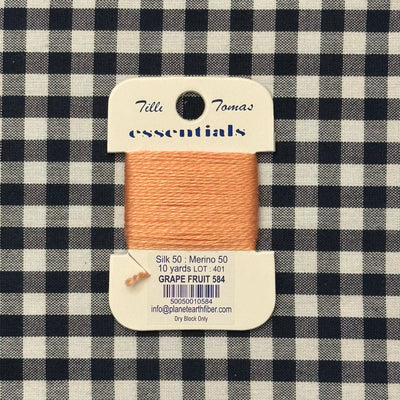 Tilli Tomas
essentials
Silk 50 : Merino 50
10 yards LOT : 401
GRAPE FRUIT 584
50050010584
info@planetearthfiber.com
Dry Block Only